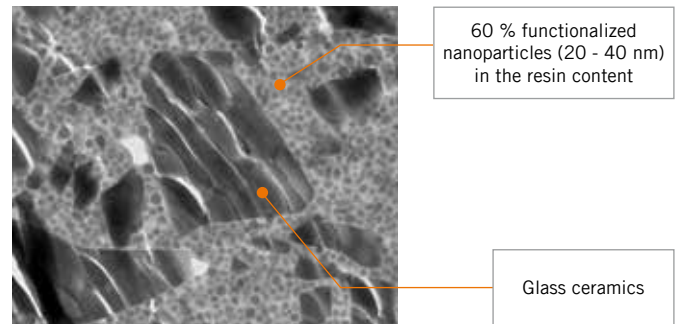 60 % functionalized
nanoparticles (20 - 40 nm)
in the resin content
Glass ceramics